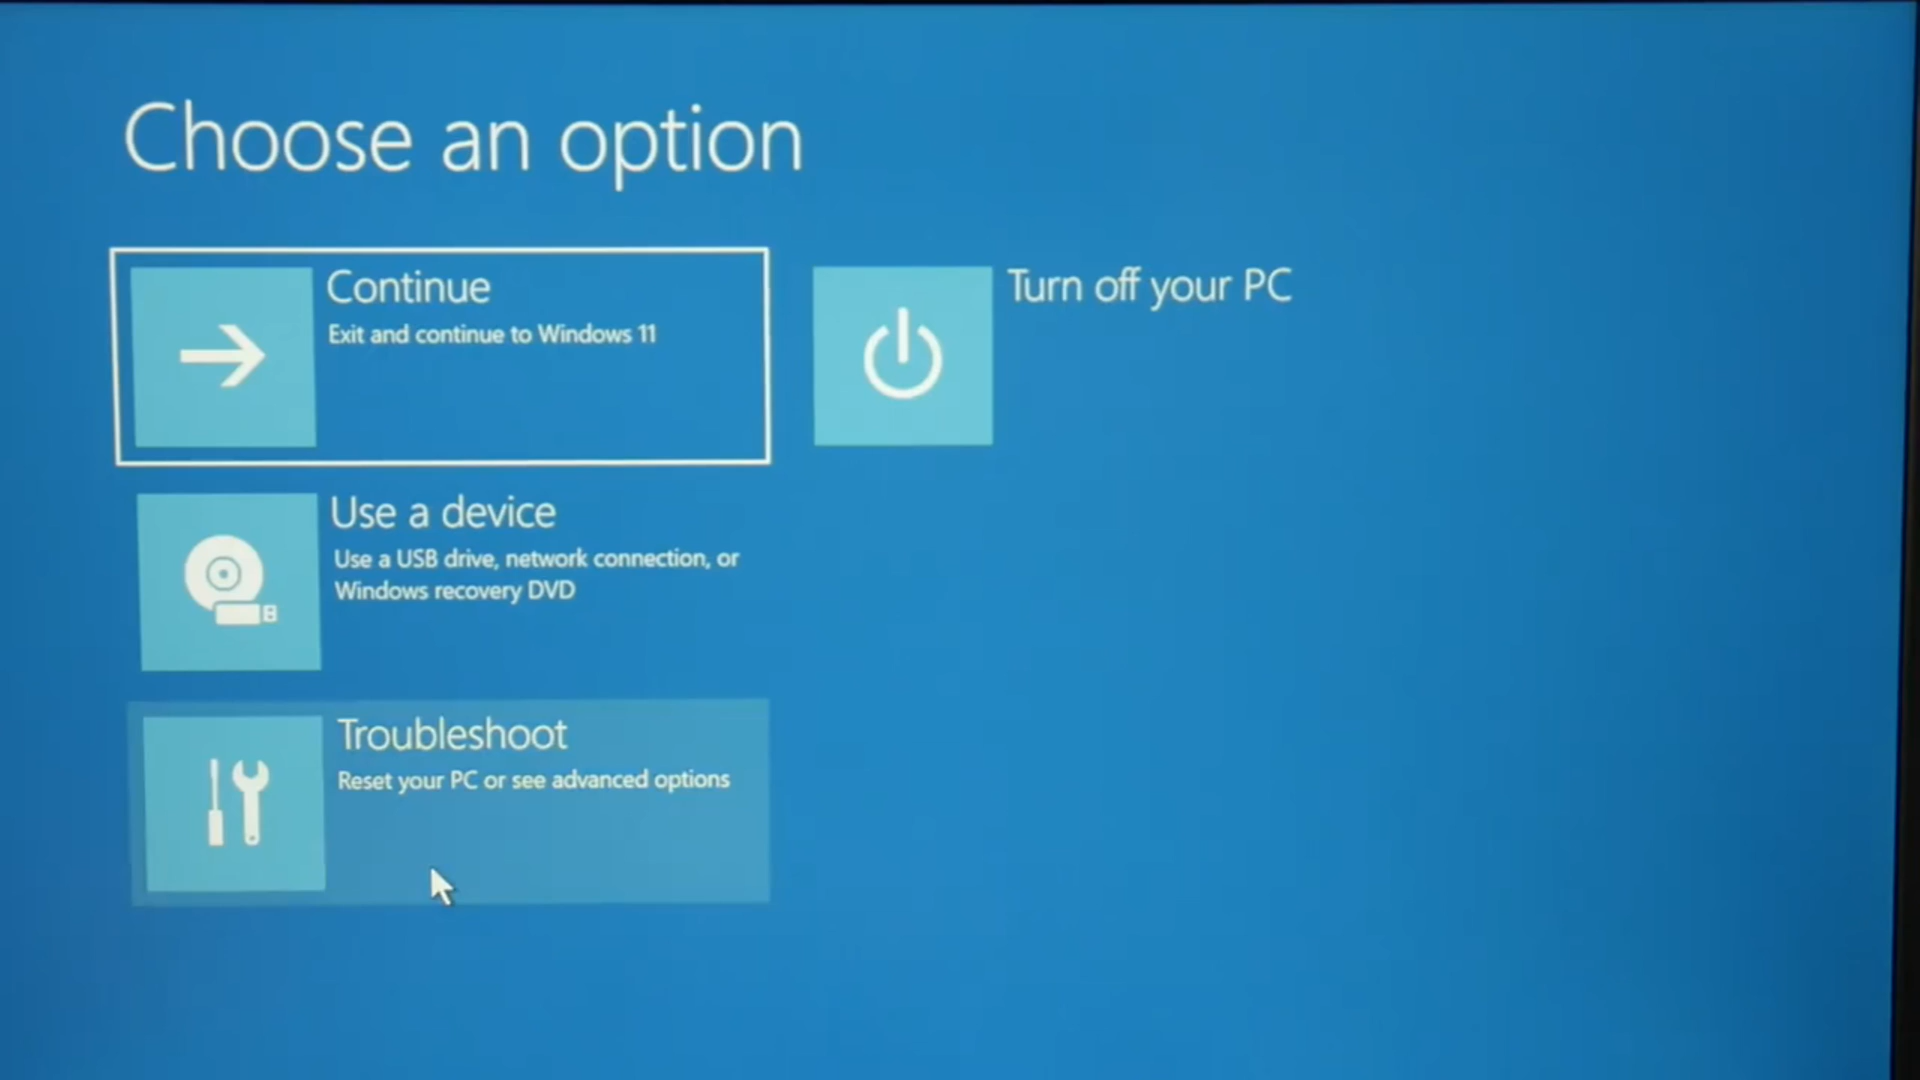 Choose an option
Continue
Exit and continue to Windows 11
Turn off your PC
Use a device
Use a USB drive, network connection, or
Windows recovery DVD
Troubleshoot
Reset your PC or see advanced options